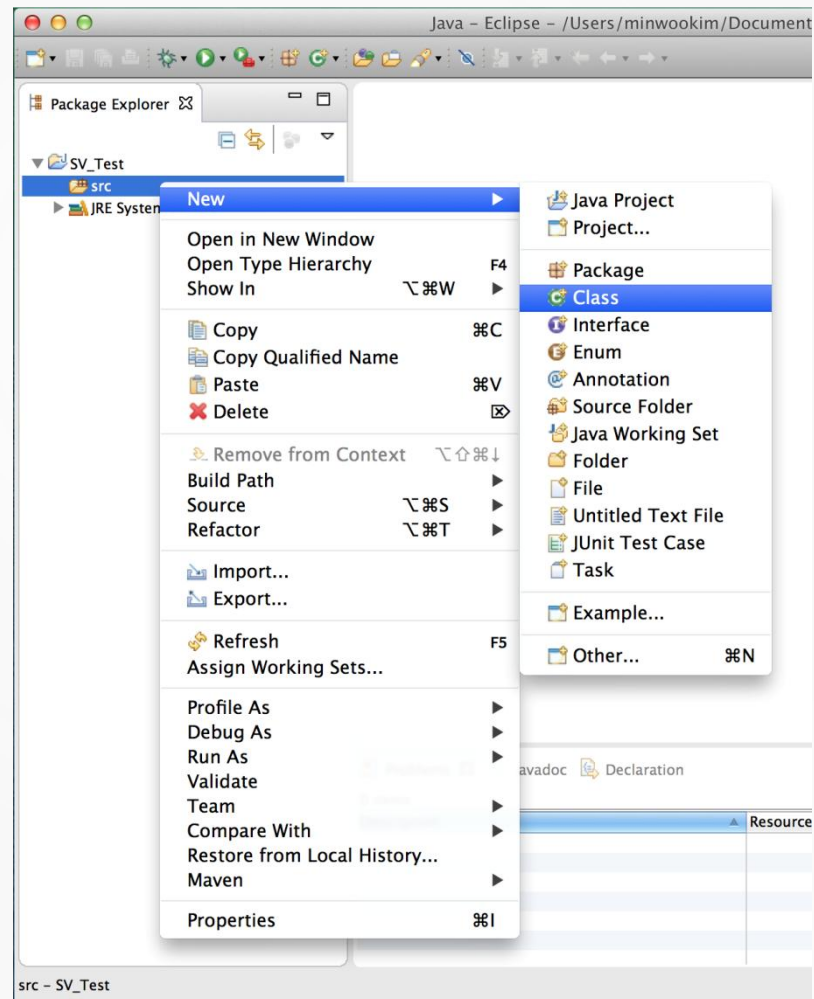 Java – Eclipse – /Users/minwookim/Document
Package Explorer
SV_Test
src
JRE System
New
Open in New Window
Open Type Hierarchy F4
Show In ⌥⌘W
Copy ⌘C
Copy Qualified Name
Paste ⌘V
Delete ⌦
Remove from Context ⌥⇧⌘↓
Build Path
Source ⌥⌘S
Refactor ⌥⌘T
Import...
Export...
Refresh F5
Assign Working Sets...
Profile As
Debug As
Run As
Validate
Team
Compare With
Restore from Local History...
Maven
Properties ⌘I
Java Project
Project...
Package
Class
Interface
Enum
Annotation
Source Folder
Java Working Set
Folder
File
Untitled Text File
JUnit Test Case
Task
Example...
Other... ⌘N
avadoc Declaration
Resource
src – SV_Test